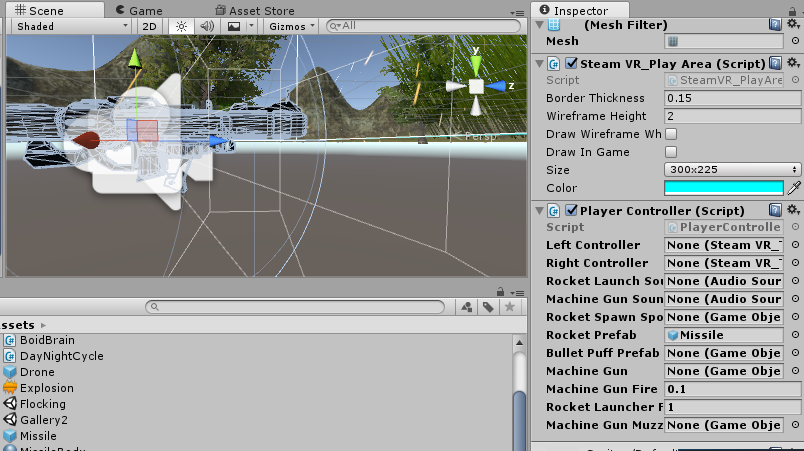 Scene
Game
Asset Store
Shaded
2D
Gizmos
All
y
z
Persp
ssets
BoidBrain
DayNightCycle
Drone
Explosion
Flocking
Gallery2
Missile
MissileBody
Inspector
(Mesh Filter)
Mesh
Steam VR_Play Area (Script)
Script SteamVR_PlayArea
Border Thickness 0.15
Wireframe Height 2
Draw Wireframe Wh
Draw In Game
Size 300x225
Color
Player Controller (Script)
Script PlayerControlle
Left Controller None (Steam VR_T
Right Controller None (Steam VR_T
Rocket Launch Sou None (Audio Sour
Machine Gun Soun None (Audio Sour
Rocket Spawn Spo None (Game Obje
Rocket Prefab Missile
Bullet Puff Prefab None (Game Obje
Machine Gun None (Game Obje
Machine Gun Fire 0.1
Rocket Launcher F 1
Machine Gun Muzz None (Game Obje